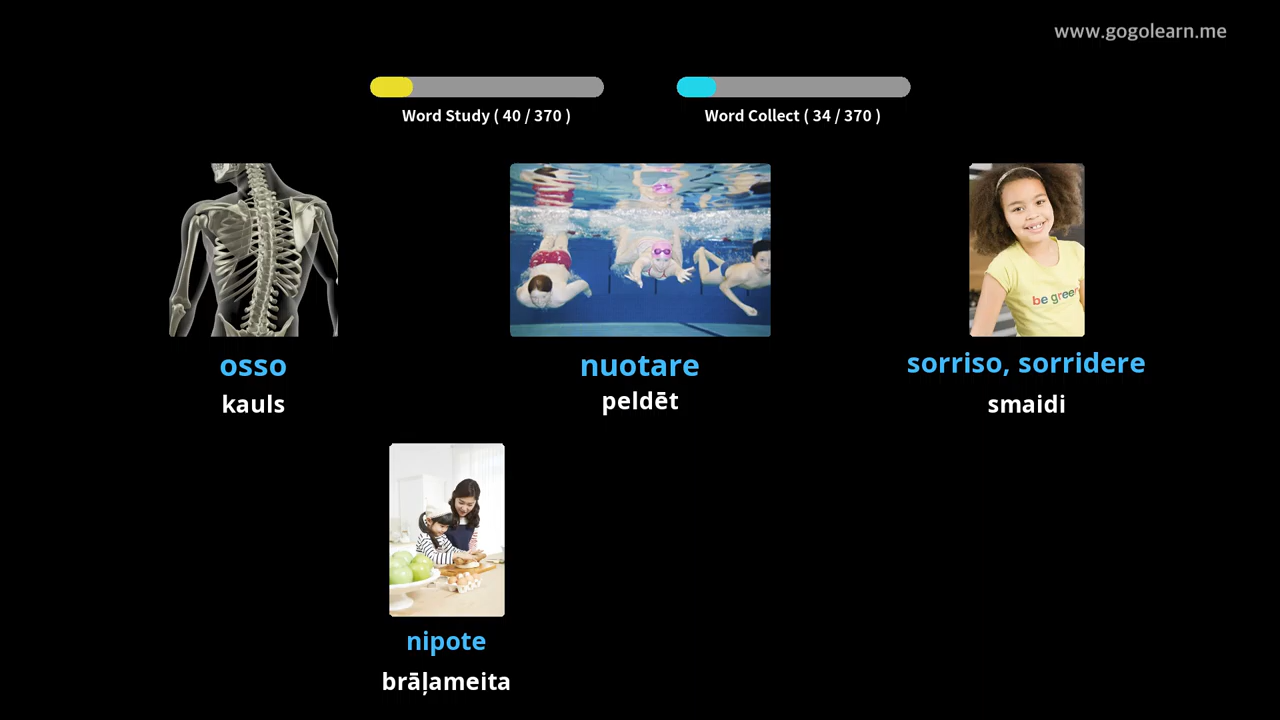 www.gogolearn.me
Word Study ( 40 / 370 )
Word Collect ( 34 / 370 )
be green
osso
nuotare
sorriso, sorridere
kauls
peldēt
smaidi
nipote
brāļameita